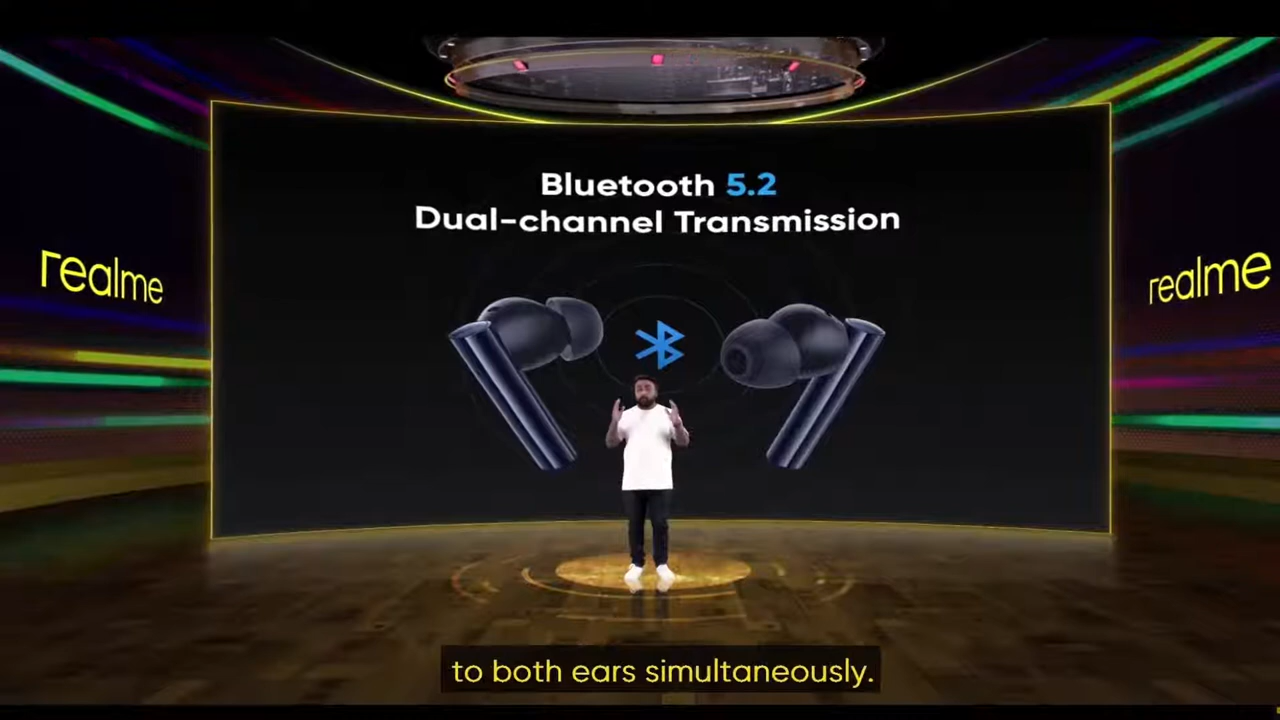 Bluetooth 5.2
Dual-channel Transmission
realme
realme
to both ears simultaneously.